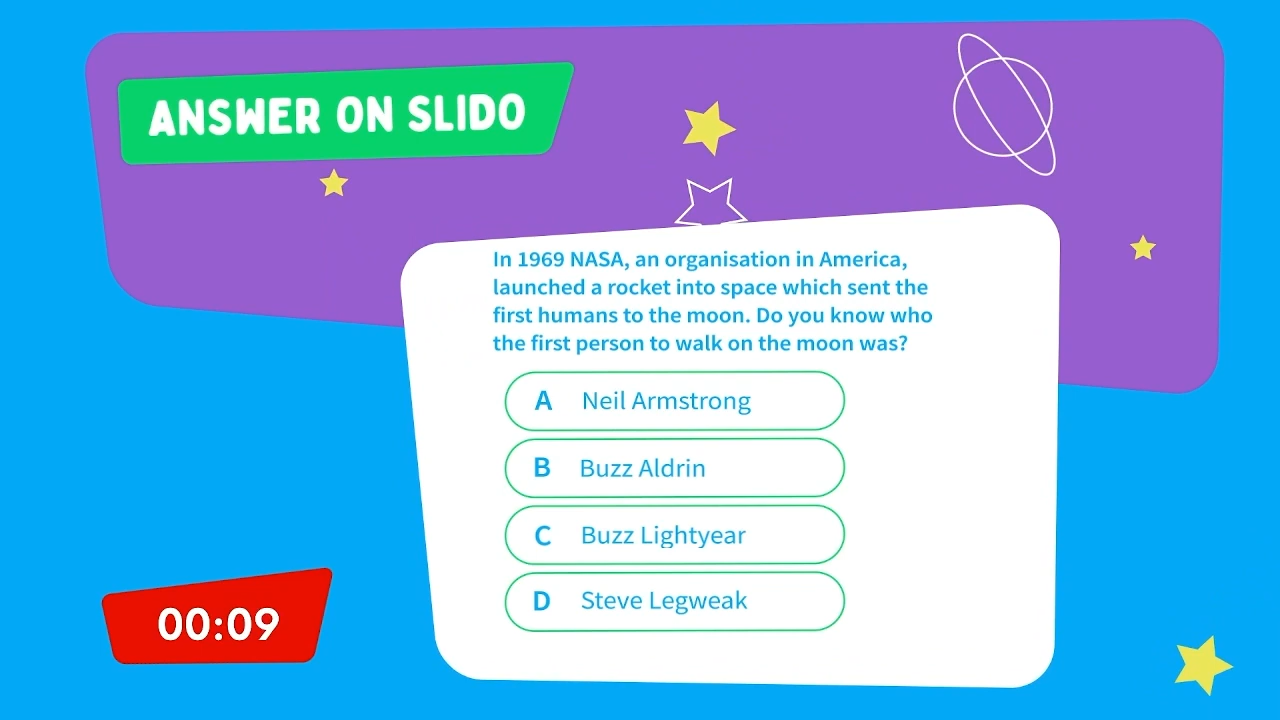 ANSWER ON SLIDO
In 1969 NASA, an organisation in America,
launched a rocket into space which sent the
first humans to the moon. Do you know who
the first person to walk on the moon was?
A Neil Armstrong
B Buzz Aldrin
C Buzz Lightyear
D Steve Legweak
00:09